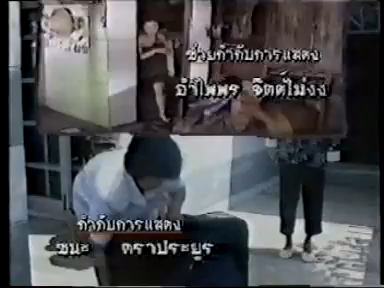 ช่วยกำกับการแสดง
อำไพพร จิตต์ไม่งง
กำกับการแสดง
ชนะ คราประยูร